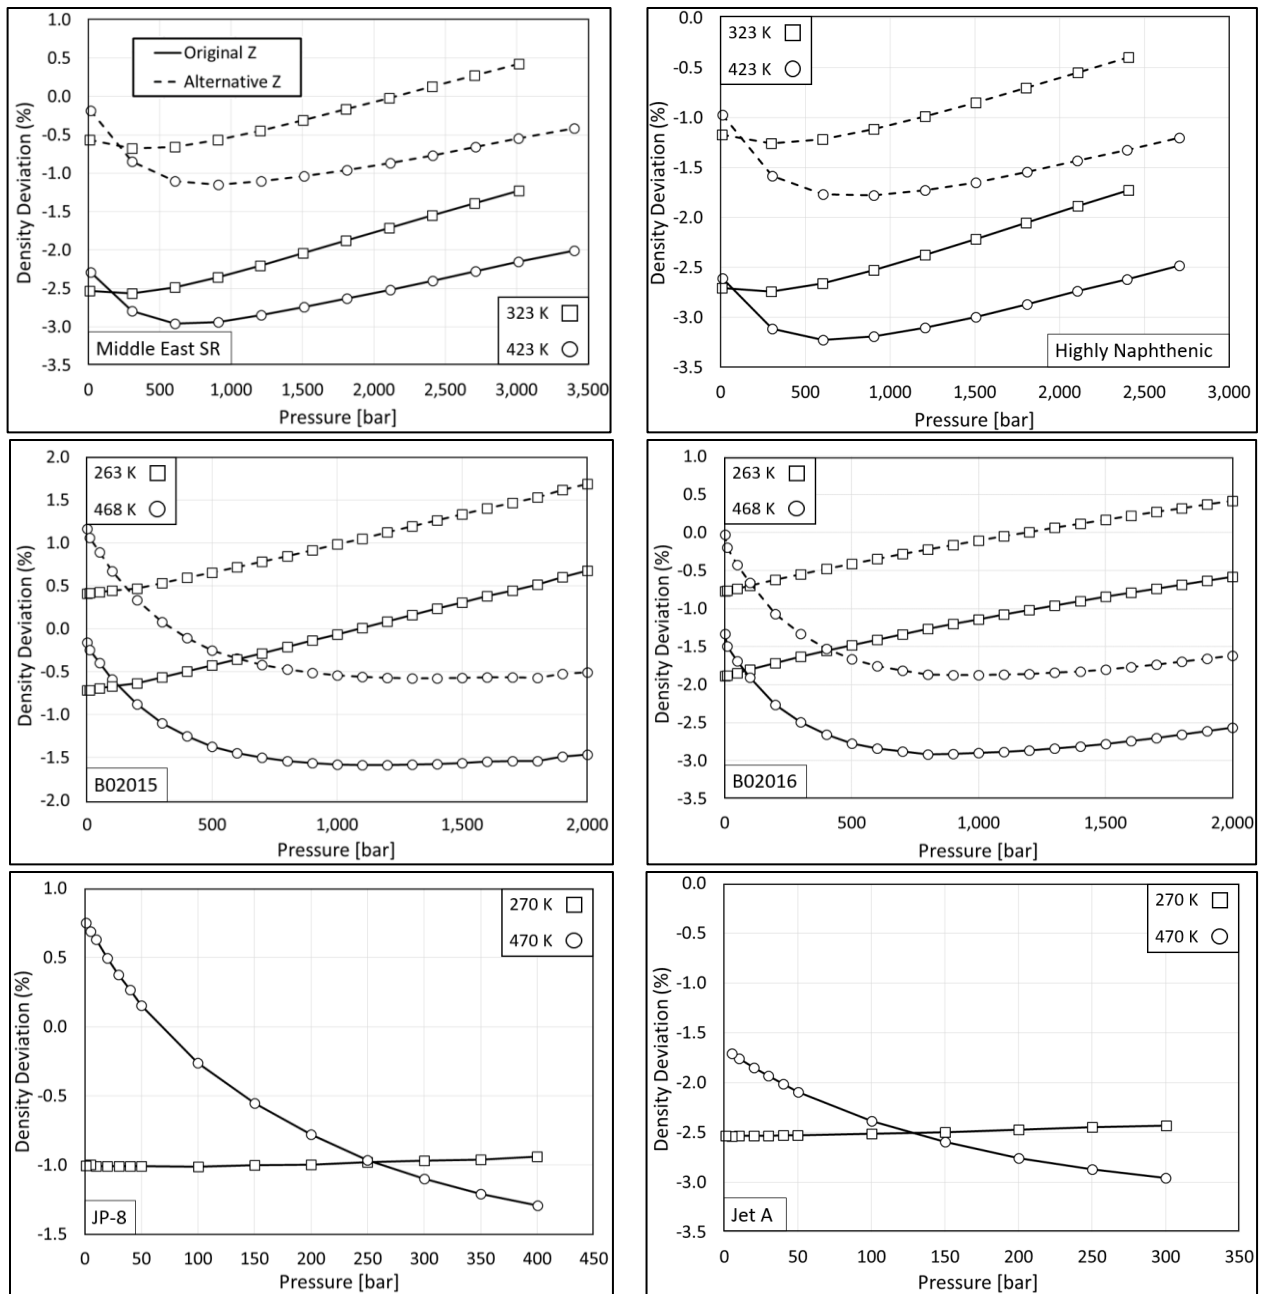 1.0
0.5
0.0
-0.5
-1.0
-1.5
-2.0
-2.5
-3.0
-3.5
Density Deviation (%)
Original Z
Alternative Z
323 K
423 K
Middle East SR
0 500 1,000 1,500 2,000 2,500 3,000 3,500
Pressure [bar]
0.0
-0.5
-1.0
-1.5
-2.0
-2.5
-3.0
-3.5
Density Deviation (%)
323 K
423 K
Highly Naphthenic
0 500 1,000 1,500 2,000 2,500 3,000
Pressure [bar]
2.0
1.5
1.0
0.5
0.0
-0.5
-1.0
-1.5
-2.0
Density Deviation (%)
263 K
468 K
B02015
0 500 1,000 1,500 2,000
Pressure [bar]
1.0
0.5
0.0
-0.5
-1.0
-1.5
-2.0
-2.5
-3.0
-3.5
Density Deviation (%)
263 K
468 K
B02016
0 500 1,000 1,500 2,000
Pressure [bar]
1.0
0.5
0.0
-0.5
-1.0
-1.5
Density Deviation (%)
270 K
470 K
JP-8
0 50 100 150 200 250 300 350 400 450
Pressure [bar]
0.0
-0.5
-1.0
-1.5
-2.0
-2.5
-3.0
-3.5
Density Deviation (%)
270 K
470 K
Jet A
0 50 100 150 200 250 300 350
Pressure [bar]